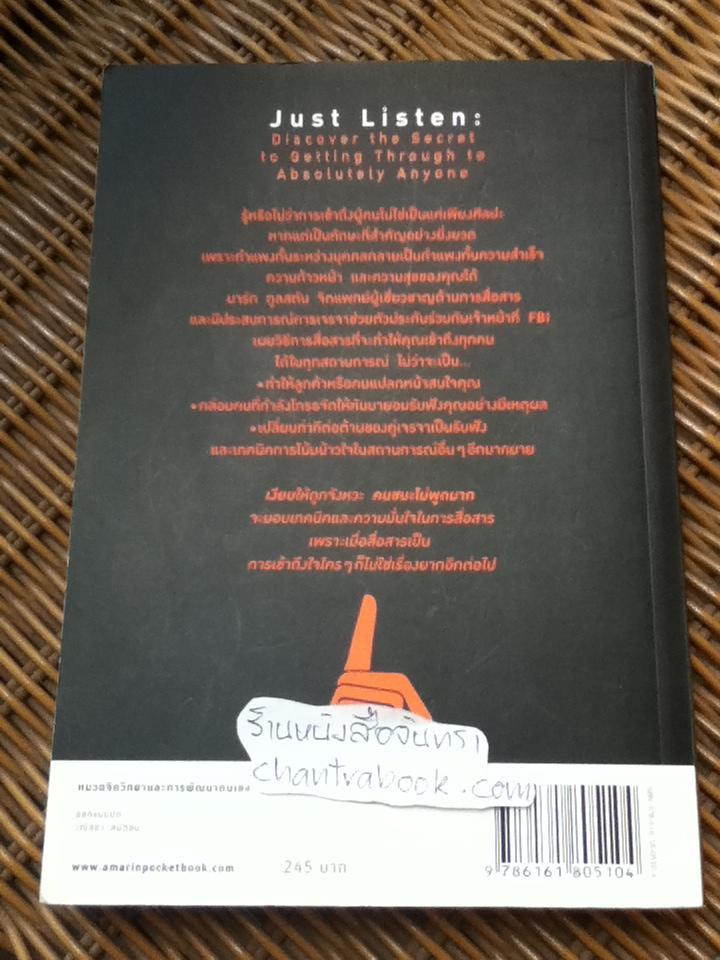 Just Listen:
Discover the Secret
to Getting Through to
Absolutely Anyone
รู้หรือไม่ว่าการเข้าถึงผู้คนไม่ใช่เป็นแค่เพียงศิลปะ
หากแต่เป็นทักษะที่สำคัญอย่างยิ่งยวด
เพราะกำแพงกั้นระหว่างบุคคลกลายเป็นกำแพงกั้นความสำเร็จ
ความก้าวหน้า และความสุขของคุณได้
มาร์ก กูลสตัน จิตแพทย์ผู้เชี่ยวชาญด้านการสื่อสาร
และมีประสบการณ์การเจรจาช่วยตัวประกันร่วมกับเจ้าหน้าที่ FBI
เผยวิธีการสื่อสารที่จะทำให้คุณเข้าถึงทุกคน
ได้ในทุกสถานการณ์ ไม่ว่าจะเป็น...
•ทำให้ลูกค้าหรือคนแปลกหน้าสนใจคุณ
•กล่อมคนที่กำลังโกรธจัดให้หันมายอมรับฟังคุณอย่างมีเหตุผล
•เปลี่ยนท่าทีต่อต้านของคู่เจรจาเป็นรับฟัง
และเทคนิคการโน้มน้าวใจในสถานการณ์อื่นๆอีกมากมาย
เงียบให้ถูกจังหวะ คนชนะไม่พูดมาก
จะมอบเทคนิคและความมั่นใจในการสื่อสาร
เพราะเมื่อสื่อสารเป็น
การเข้าถึงใจใครๆก็ไม่ใช่เรื่องยากอีกต่อไป
ร้านหนังสือจันทรา
chantrabook.com
หมวดจิตวิทยาและการพัฒนาตนเอง
ออกแบบปก
www.amarinpocketbook.com
245 บาท
9 786161 805104